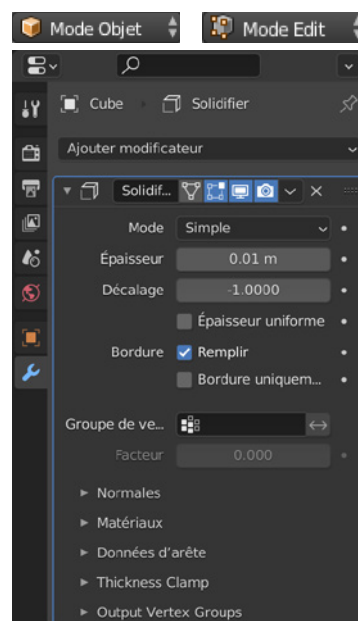 Mode Objet
Mode Edit
Cube
Solidifier
Ajouter modificateur
Solidif...
Mode Simple
Épaisseur 0.01 m
Décalage -1.0000
Épaisseur uniforme
Bordure Remplir
Bordure uniquem...
Groupe de ve...
Facteur 0.000
Normales
Matériaux
Données d'arête
Thickness Clamp
Output Vertex Groups